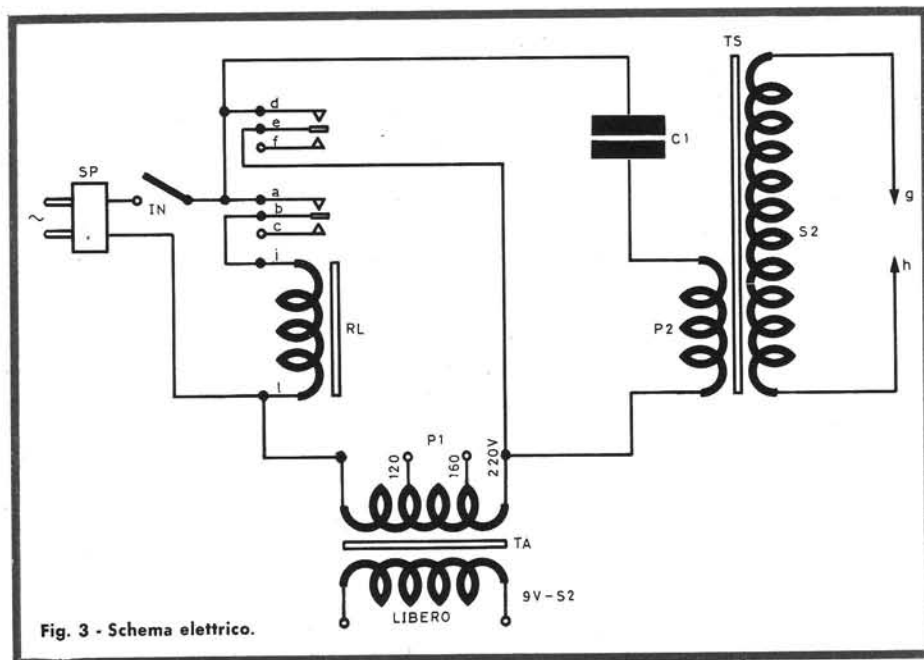 TS
d
e
f
C1
SP
~
IN
a
b
c
g
S2
h
i
RL
P2
l
P1
120
160
220V
TA
9V-S2
LIBERO
Fig. 3 - Schema elettrico.